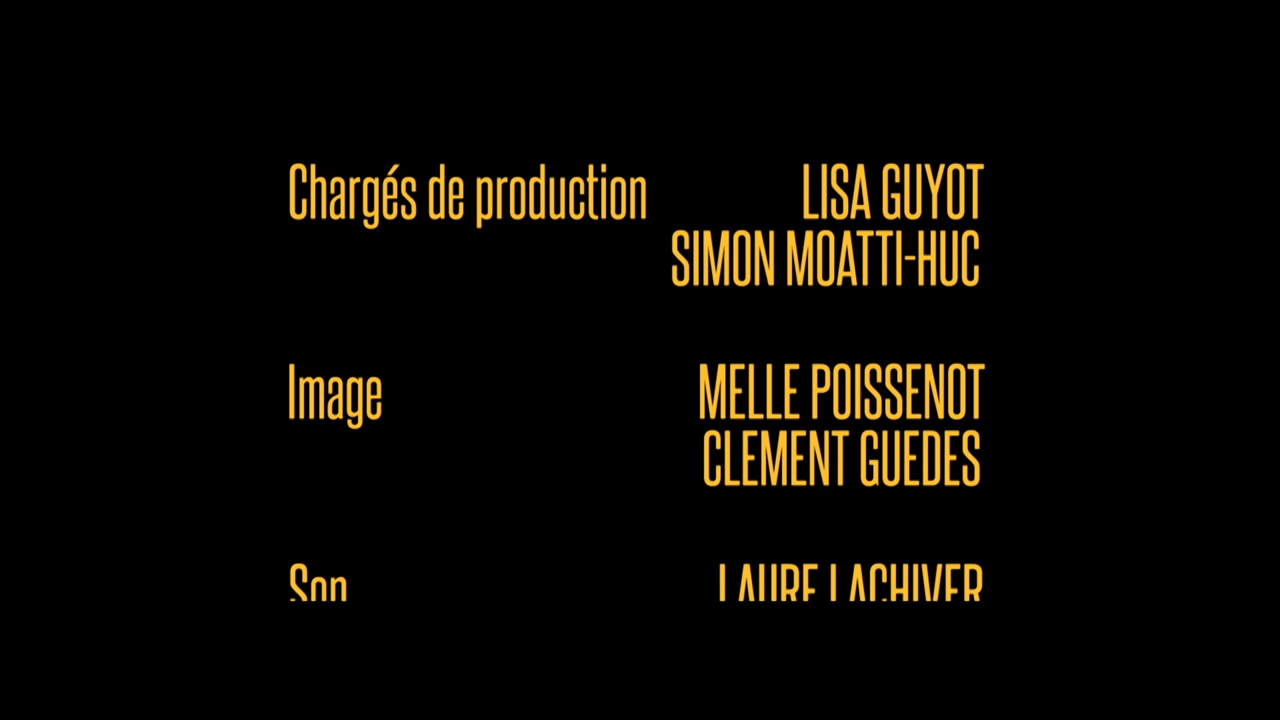 Chargés de production LISA GUYOT
SIMON MOATTI-HUC
Image MELLE POISSENOT
CLEMENT GUEDES
Son LAURE LACHIVER